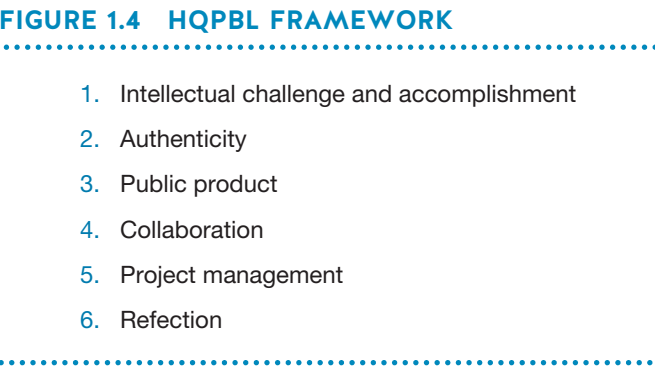 FIGURE 1.4 HQPBL FRAMEWORK
1. Intellectual challenge and accomplishment
2. Authenticity
3. Public product
4. Collaboration
5. Project management
6. Refection